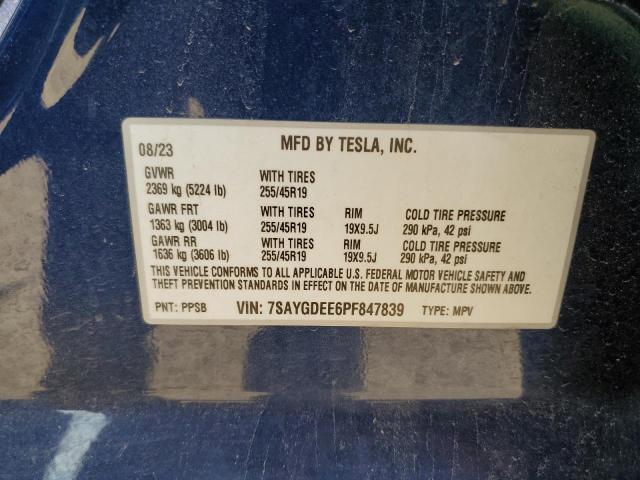 08/23 MFD BY TESLA, INC.
GVWR WITH TIRES
2369 kg (5224 lb) 255/45R19
GAWR FRT WITH TIRES RIM COLD TIRE PRESSURE
1363 kg (3004 lb) 255/45R19 19X9.5J 290 kPa, 42 psi
GAWR RR WITH TIRES RIM COLD TIRE PRESSURE
1636 kg (3606 lb) 255/45R19 19X9.5J 290 kPa, 42 psi
THIS VEHICLE CONFORMS TO ALL APPLICABLE U.S. FEDERAL MOTOR VEHICLE SAFETY AND
THEFT PREVENTION STANDARDS IN EFFECT ON THE DATE OF MANUFACTURE SHOWN ABOVE.
PNT: PPSB VIN: 7SAYGDEE6PF847839 TYPE: MPV